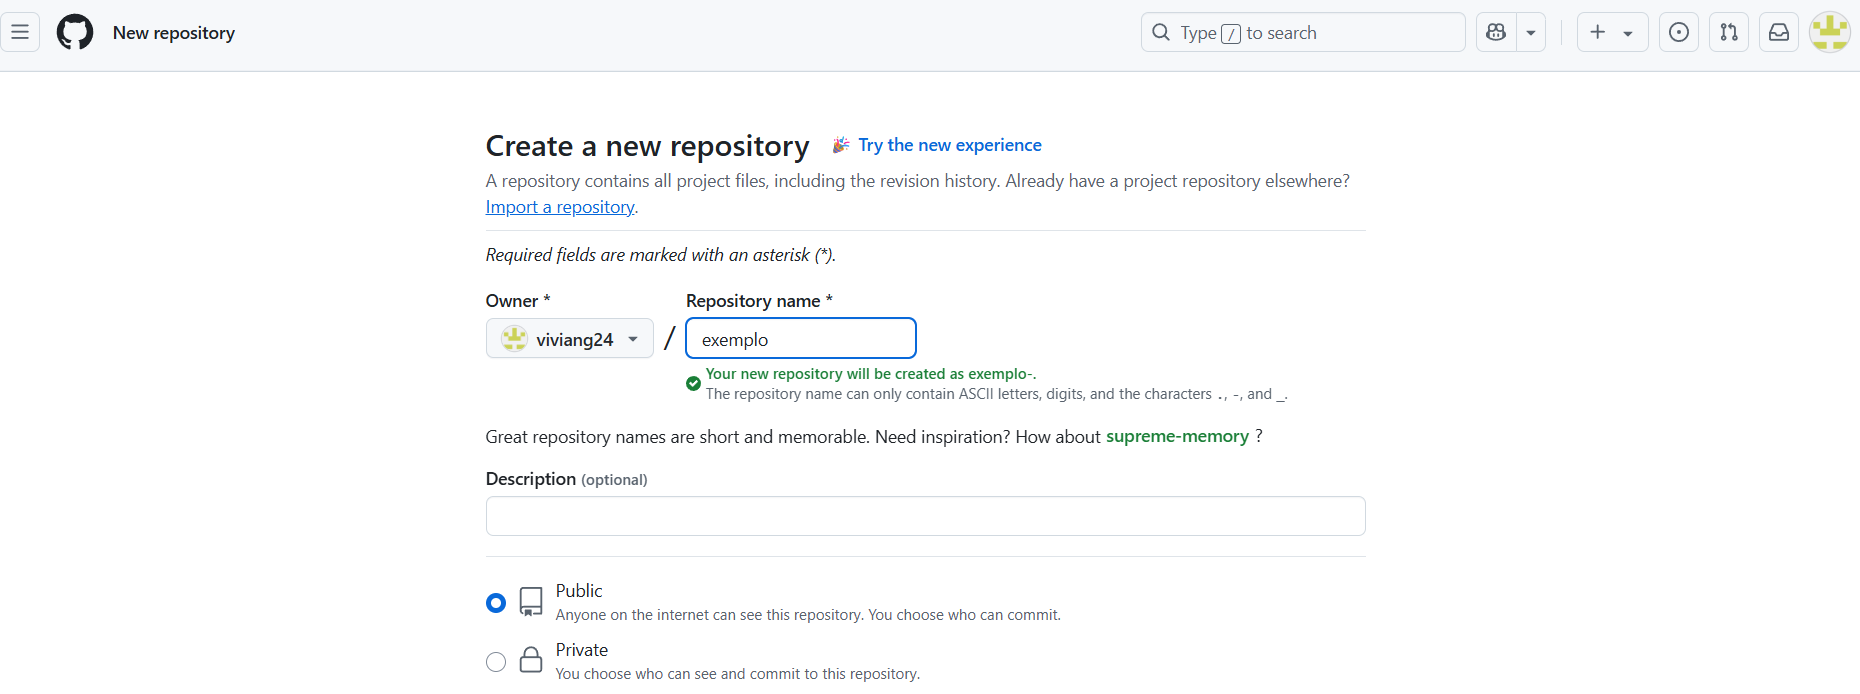 New repository
Type / to search
Create a new repository
Try the new experience
A repository contains all project files, including the revision history. Already have a project repository elsewhere?
Import a repository.
Required fields are marked with an asterisk (*).
Owner * Repository name *
viviang24 / exemplo
Your new repository will be created as exemplo-.
The repository name can only contain ASCII letters, digits, and the characters ., -, and _.
Great repository names are short and memorable. Need inspiration? How about supreme-memory ?
Description (optional)
Public
Anyone on the internet can see this repository. You choose who can commit.
Private
You choose who can see and commit to this repository.